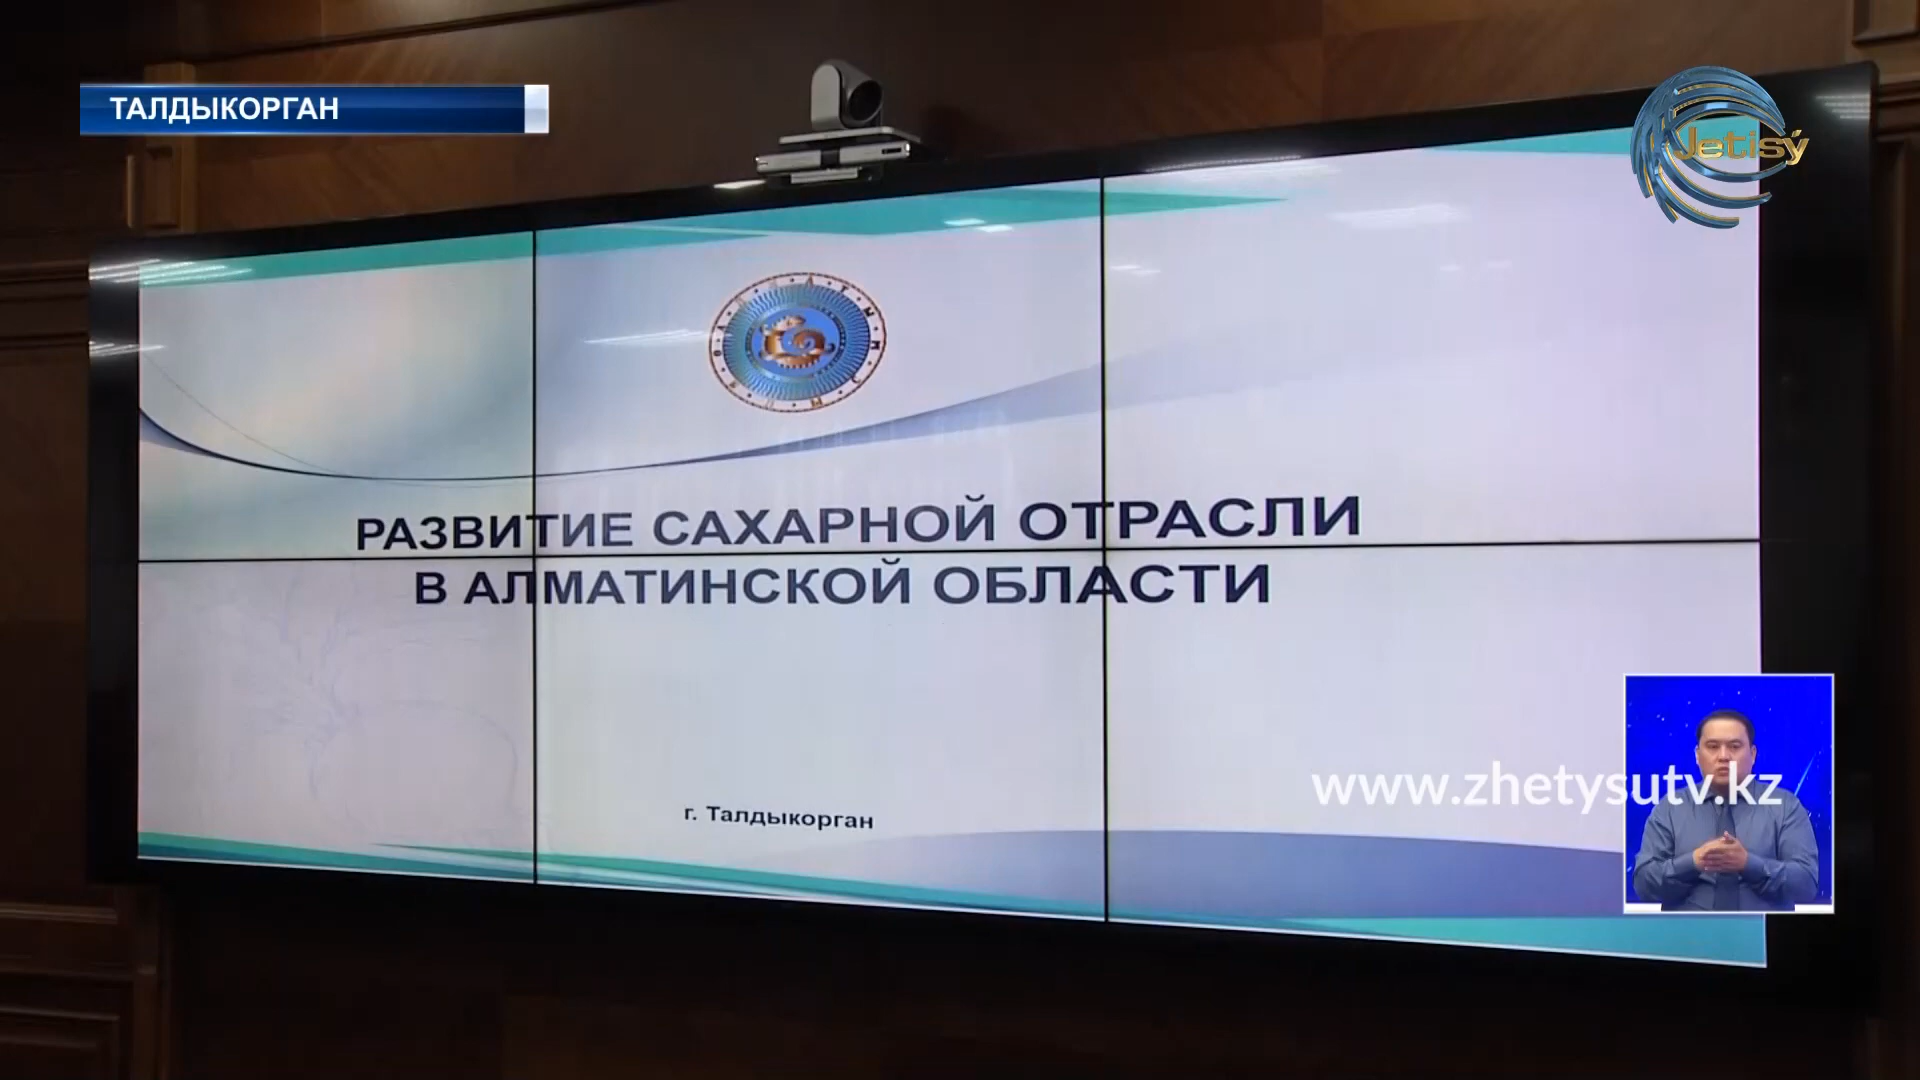 ТАЛДЫКОРГАН
Jetisý
РАЗВИТИЕ САХАРНОЙ ОТРАСЛИ
В АЛМАТИНСКОЙ ОБЛАСТИ
г. Талдыкорган
www.zhetysutv.kz